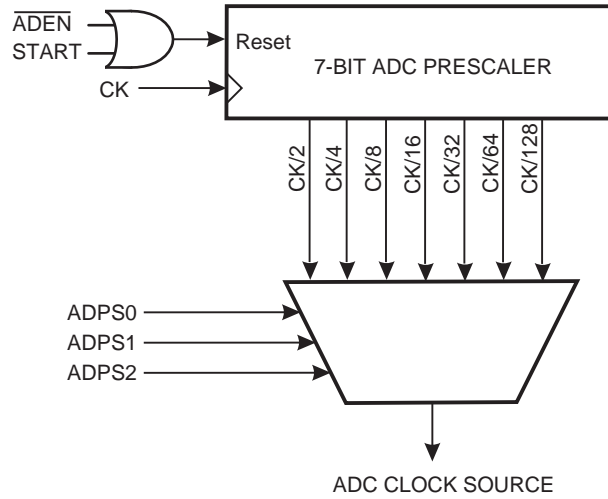 ADEN
START
Reset
7-BIT ADC PRESCALER
CK
CK/2
CK/4
CK/8
CK/16
CK/32
CK/64
CK/128
ADPS0
ADPS1
ADPS2
ADC CLOCK SOURCE